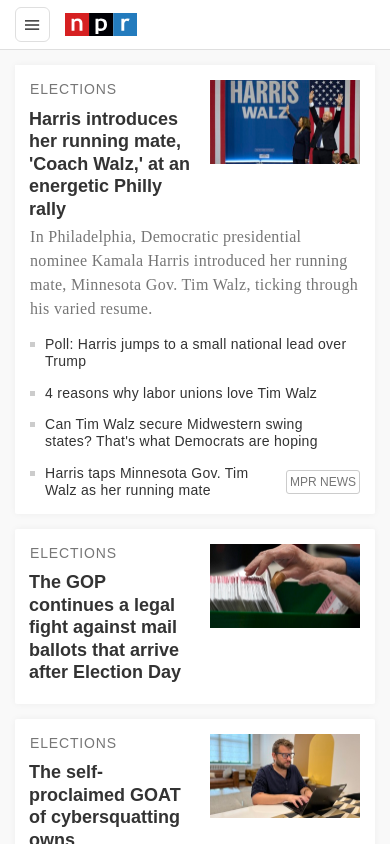 npr
ELECTIONS
Harris introduces
her running mate,
'Coach Walz,' at an
energetic Philly
rally
HARRIS
WALZ
In Philadelphia, Democratic presidential
nominee Kamala Harris introduced her running
mate, Minnesota Gov. Tim Walz, ticking through
his varied resume.
Poll: Harris jumps to a small national lead over
Trump
4 reasons why labor unions love Tim Walz
Can Tim Walz secure Midwestern swing
states? That's what Democrats are hoping
Harris taps Minnesota Gov. Tim
Walz as her running mate
MPR NEWS
ELECTIONS
The GOP
continues a legal
fight against mail
ballots that arrive
after Election Day
ELECTIONS
The self-
proclaimed GOAT
of cybersquatting
owns